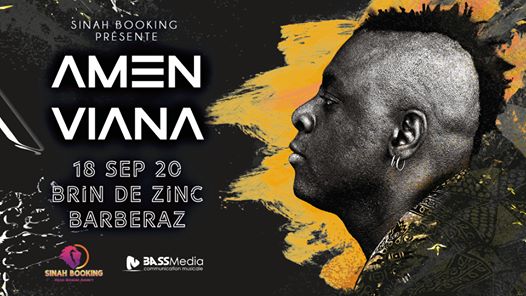 SINAH BOOKING
PRÉSENTE
AMEN
VIANA
18 SEP 20
BRIN DE ZINC
BARBERAZ
SINAH BOOKING
BASSMedia
communication musicale